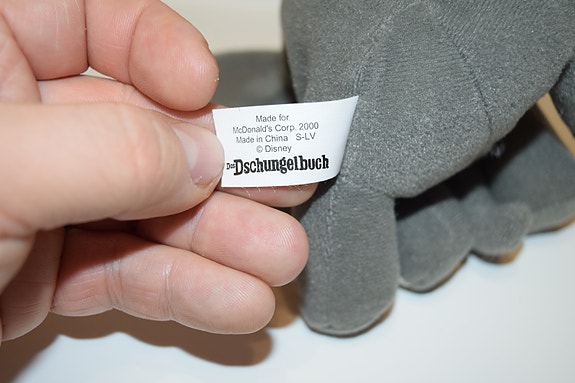 Made for
McDonald's Corp. 2000
Made in China S-LV
© Disney
Das Dschungelbuch